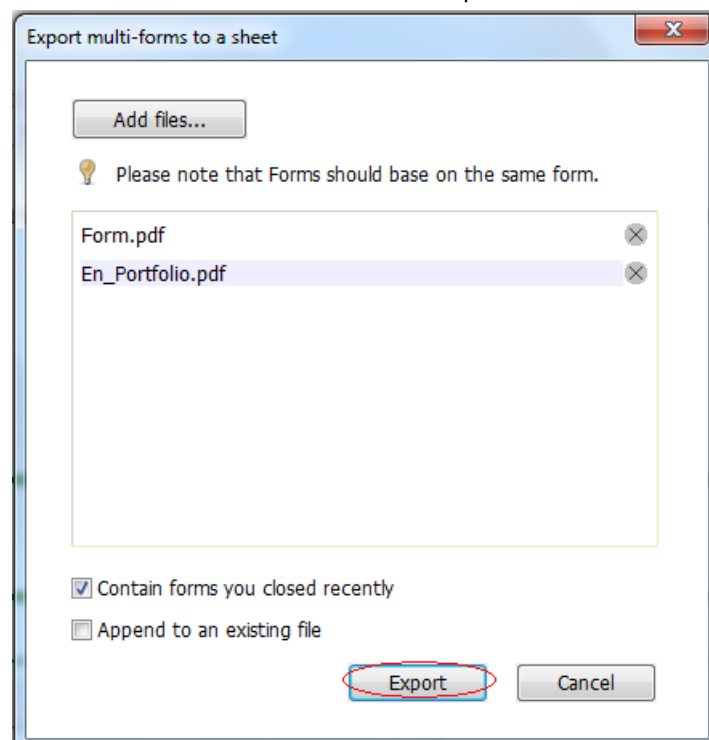 Export multi-forms to a sheet
Add files...
Please note that Forms should base on the same form.
Form.pdf
En_Portfolio.pdf
Contain forms you closed recently
Append to an existing file
Export Cancel